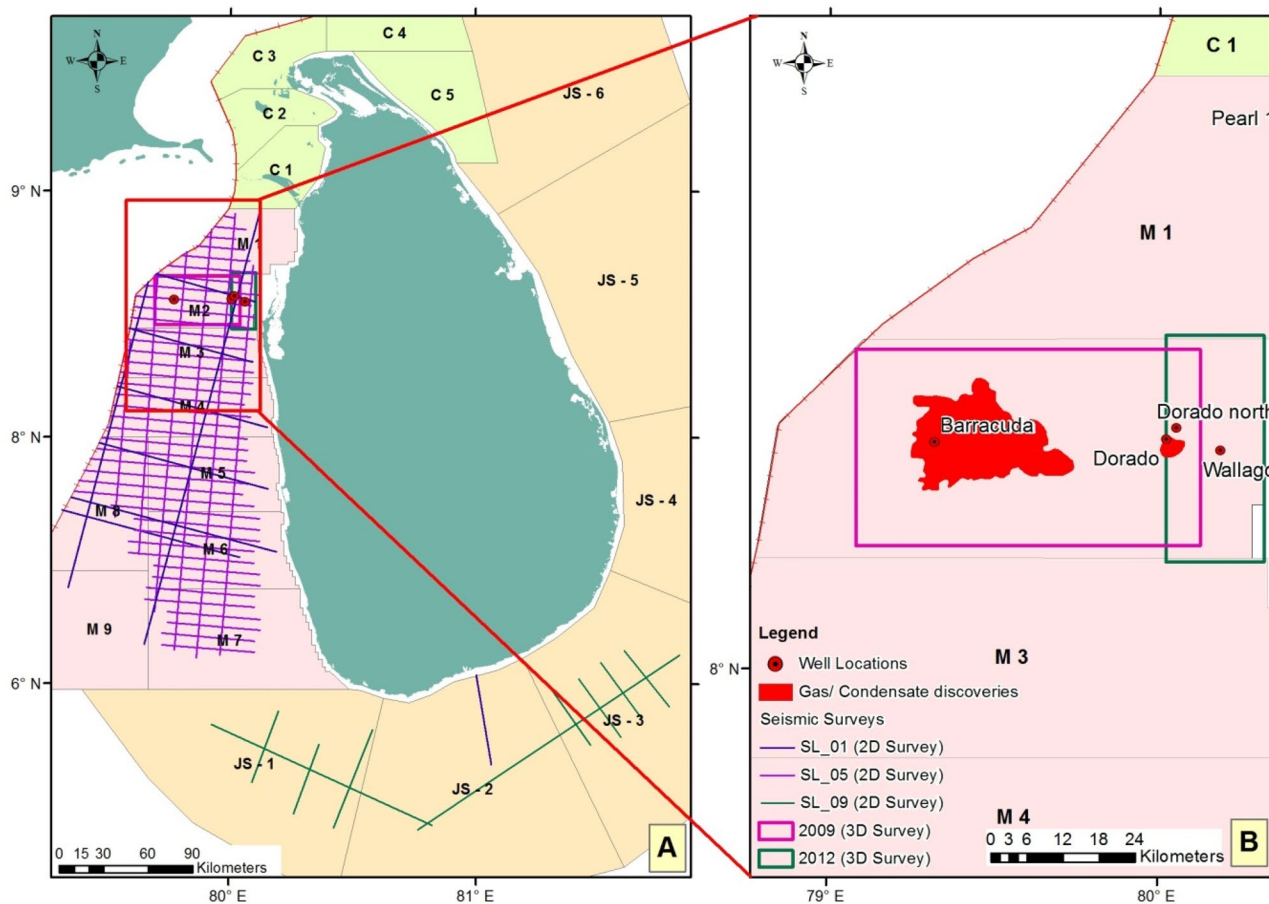 N
W E
S
C 3
C 4
C 5
C 2
C 1
JS - 6
JS - 5
JS - 4
JS - 3
JS - 2
JS - 1
M 1
M2
M 3
M 4
M 5
M 8
M 6
M 9
M 7
9° N
8° N
6° N
80° E
81° E
0 15 30 60 90
Kilometers
A
N
W E
S
C 1
Pearl 1
M 1
Barracuda
Dorado north
Dorado
Wallago
M 3
M 4
8° N
79° E
80° E
Legend
Well Locations
Gas/ Condensate discoveries
Seismic Surveys
SL_01 (2D Survey)
SL_05 (2D Survey)
SL_09 (2D Survey)
2009 (3D Survey)
2012 (3D Survey)
0 3 6 12 18 24
Kilometers
B